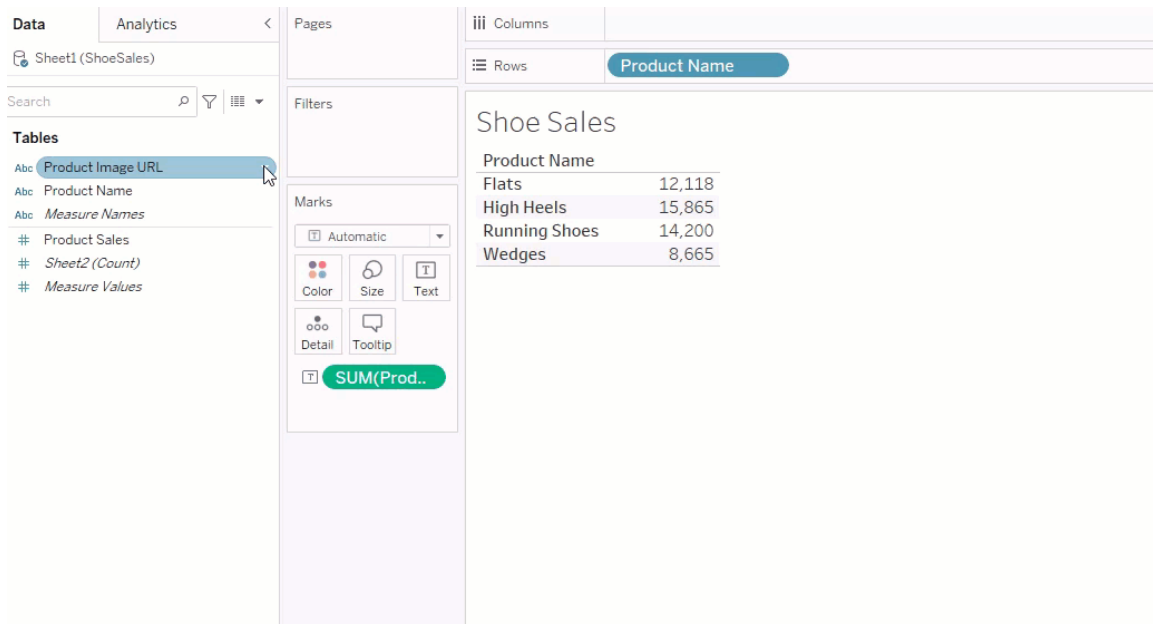 Data Analytics
Sheet1 (ShoeSales)
Search
Tables
Abc Product Image URL
Abc Product Name
Abc Measure Names
# Product Sales
# Sheet2 (Count)
# Measure Values
Pages
Filters
Marks
T Automatic
Color Size Text
Detail Tooltip
T SUM(Prod..
iii Columns
Rows Product Name
Shoe Sales
Product Name
Flats 12,118
High Heels 15,865
Running Shoes 14,200
Wedges 8,665